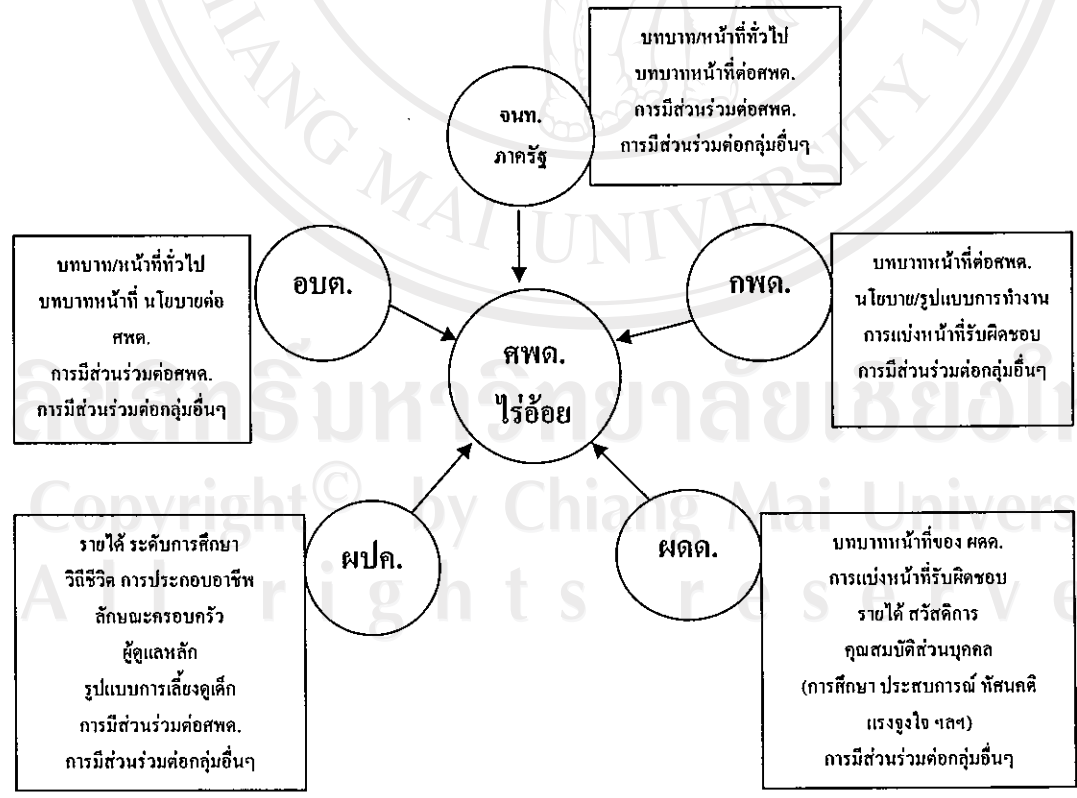 บทบาท/หน้าที่ทั่วไป
บทบาทหน้าที่ต่อศพด.
การมีส่วนร่วมต่อศพด.
การมีส่วนร่วมต่อกลุ่มอื่นๆ
จนท.
ภาครัฐ
บทบาท/หน้าที่ทั่วไป
บทบาทหน้าที่ นโยบายต่อ
ศพด.
การมีส่วนร่วมต่อศพด.
การมีส่วนร่วมต่อกลุ่มอื่นๆ
อบต.
กพด.
บทบาทหน้าที่ต่อศพด.
นโยบาย/รูปแบบการทำงาน
การแบ่งหน้าที่รับผิดชอบ
การมีส่วนร่วมต่อกลุ่มอื่นๆ
ศพด.
ไร่อ้อย
รายได้ ระดับการศึกษา
วิถีชีวิต การประกอบอาชีพ
ลักษณะครอบครัว
ผู้ดูแลหลัก
รูปแบบการเลี้ยงดูเด็ก
การมีส่วนร่วมต่อศพด.
การมีส่วนร่วมต่อกลุ่มอื่นๆ
ผปค.
ผดด.
บทบาทหน้าที่ของ ผดด.
การแบ่งหน้าที่รับผิดชอบ
รายได้ สวัสดิการ
คุณสมบัติส่วนบุคคล
(การศึกษา ประสบการณ์ ทัศนคติ
แรงจูงใจ ฯลฯ)
การมีส่วนร่วมต่อกลุ่มอื่นๆ
CHIANG MAI UNIVERSITY 19
ลิขสิทธิ์มหาวิทยาลัยเชียงให
Copyright© by Chiang Mai Univers
All rights reserve